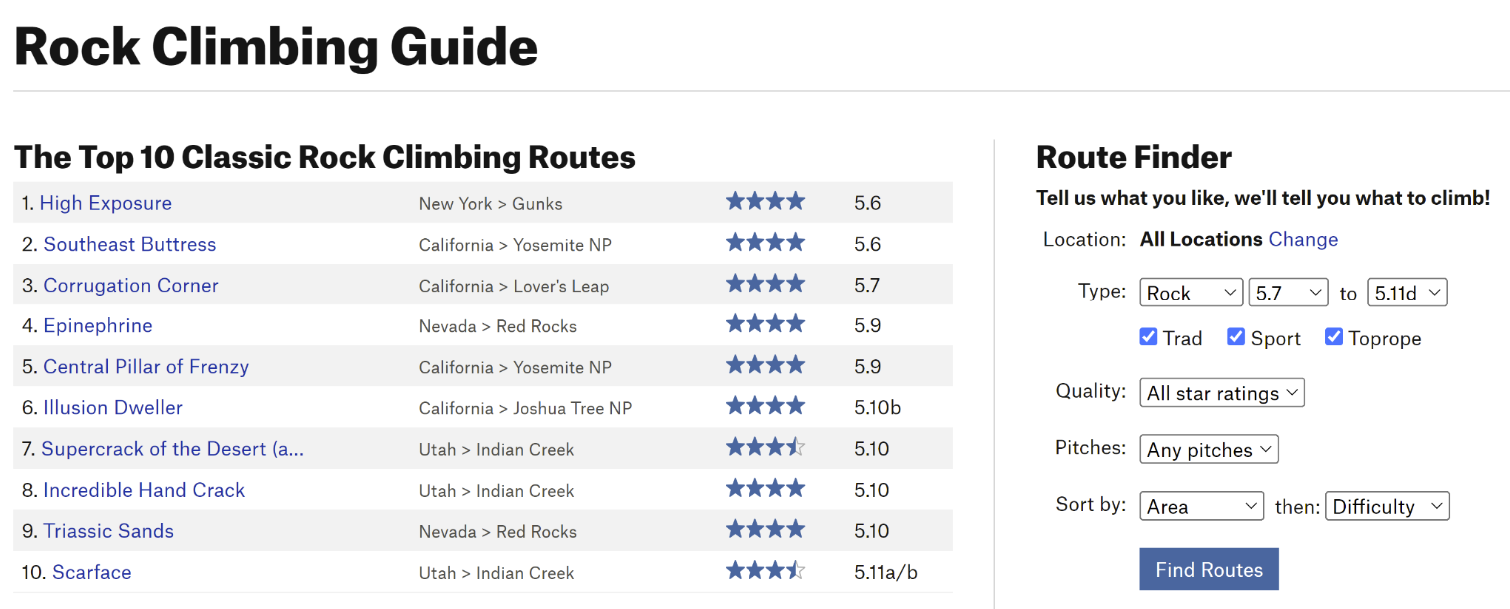 Rock Climbing Guide
The Top 10 Classic Rock Climbing Routes
1. High Exposure New York > Gunks 5.6
2. Southeast Buttress California > Yosemite NP 5.6
3. Corrugation Corner California > Lover's Leap 5.7
4. Epinephrine Nevada > Red Rocks 5.9
5. Central Pillar of Frenzy California > Yosemite NP 5.9
6. Illusion Dweller California > Joshua Tree NP 5.10b
7. Supercrack of the Desert (a... Utah > Indian Creek 5.10
8. Incredible Hand Crack Utah > Indian Creek 5.10
9. Triassic Sands Nevada > Red Rocks 5.10
10. Scarface Utah > Indian Creek 5.11a/b
Route Finder
Tell us what you like, we'll tell you what to climb!
Location: All Locations Change
Type: Rock 5.7 to 5.11d
Trad Sport Toprope
Quality: All star ratings
Pitches: Any pitches
Sort by: Area then: Difficulty
Find Routes